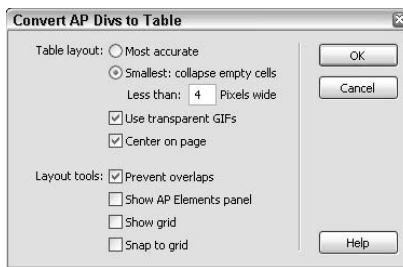 Convert AP Divs to Table
Table layout: Most accurate
OK
Smallest: collapse empty cells
Less than: 4 Pixels wide
Cancel
Use transparent GIFs
Center on page
Layout tools: Prevent overlaps
Show AP Elements panel
Show grid
Snap to grid
Help